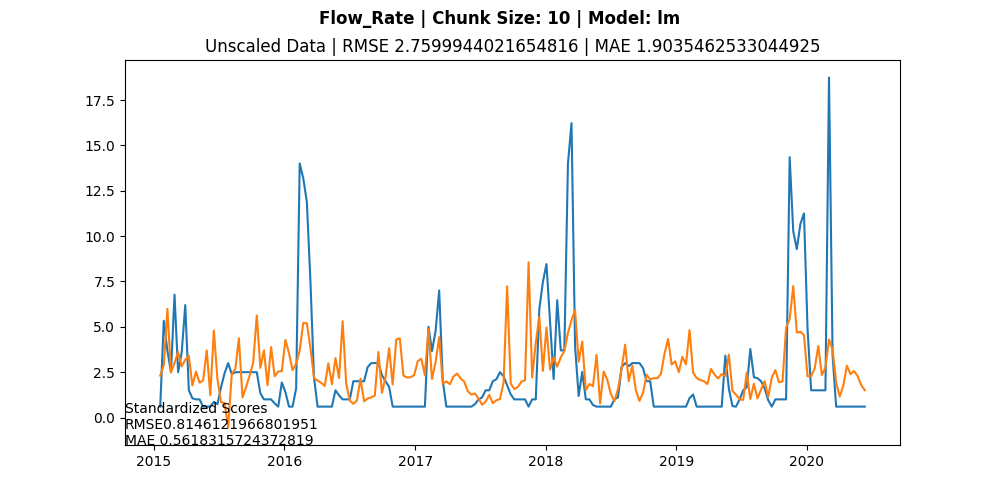 Flow_Rate | Chunk Size: 10 | Model: lm
Unscaled Data | RMSE 2.7599944021654816 | MAE 1.9035462533044925
17.5
15.0
12.5
10.0
7.5
5.0
2.5
0.0
Standardized Scores
RMSE0.8146121966801951
MAE 0.5618315724372819
2015 2016 2017 2018 2019 2020